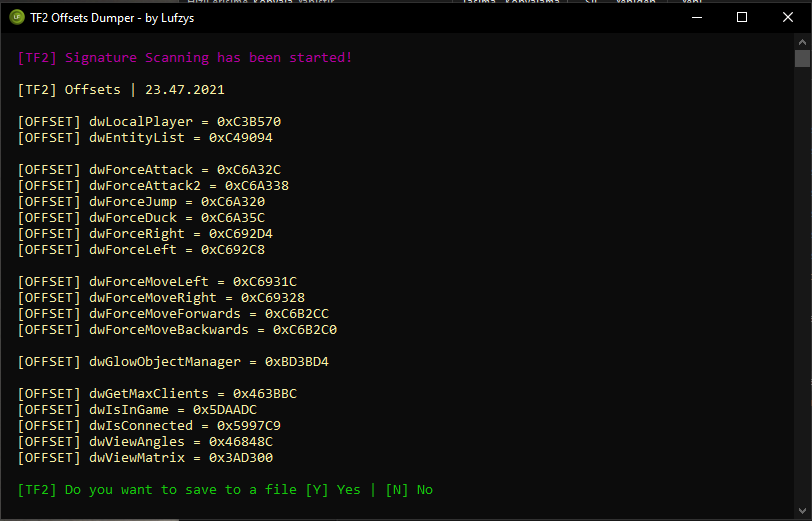 TF2 Offsets Dumper - by Lufzys
[TF2] Signature Scanning has been started!
[TF2] Offsets | 23.47.2021
[OFFSET] dwLocalPlayer = 0xC3B570
[OFFSET] dwEntityList = 0xC49094
[OFFSET] dwForceAttack = 0xC6A32C
[OFFSET] dwForceAttack2 = 0xC6A338
[OFFSET] dwForceJump = 0xC6A320
[OFFSET] dwForceDuck = 0xC6A35C
[OFFSET] dwForceRight = 0xC692D4
[OFFSET] dwForceLeft = 0xC692C8
[OFFSET] dwForceMoveLeft = 0xC6931C
[OFFSET] dwForceMoveRight = 0xC69328
[OFFSET] dwForceMoveForwards = 0xC6B2CC
[OFFSET] dwForceMoveBackwards = 0xC6B2C0
[OFFSET] dwGlowObjectManager = 0xBD3BD4
[OFFSET] dwGetMaxClients = 0x463BBC
[OFFSET] dwIsInGame = 0x5DAADC
[OFFSET] dwIsConnected = 0x5997C9
[OFFSET] dwViewAngles = 0x46848C
[OFFSET] dwViewMatrix = 0x3AD300
[TF2] Do you want to save to a file [Y] Yes | [N] No